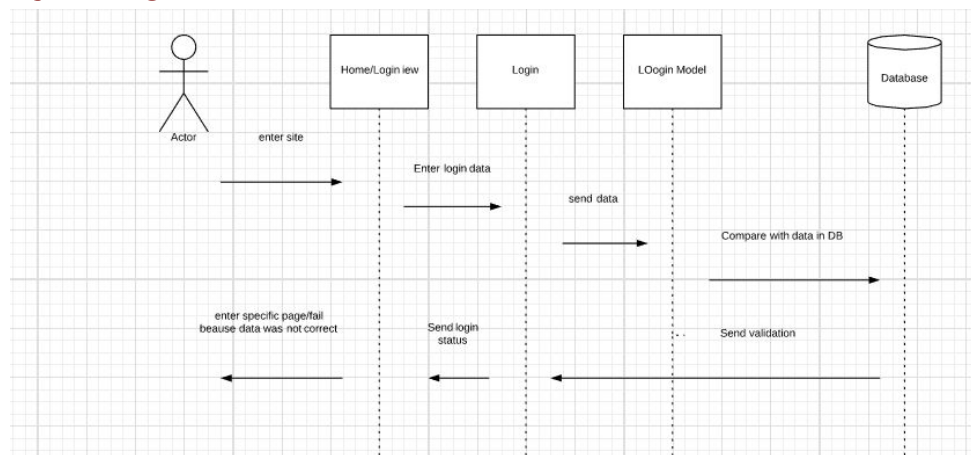 Home/Login iew
Login
LOogin Model
Database
Actor
enter site
Enter login data
send data
Compare with data in DB
enter specific page/fail
beause data was not correct
Send login
status
Send validation